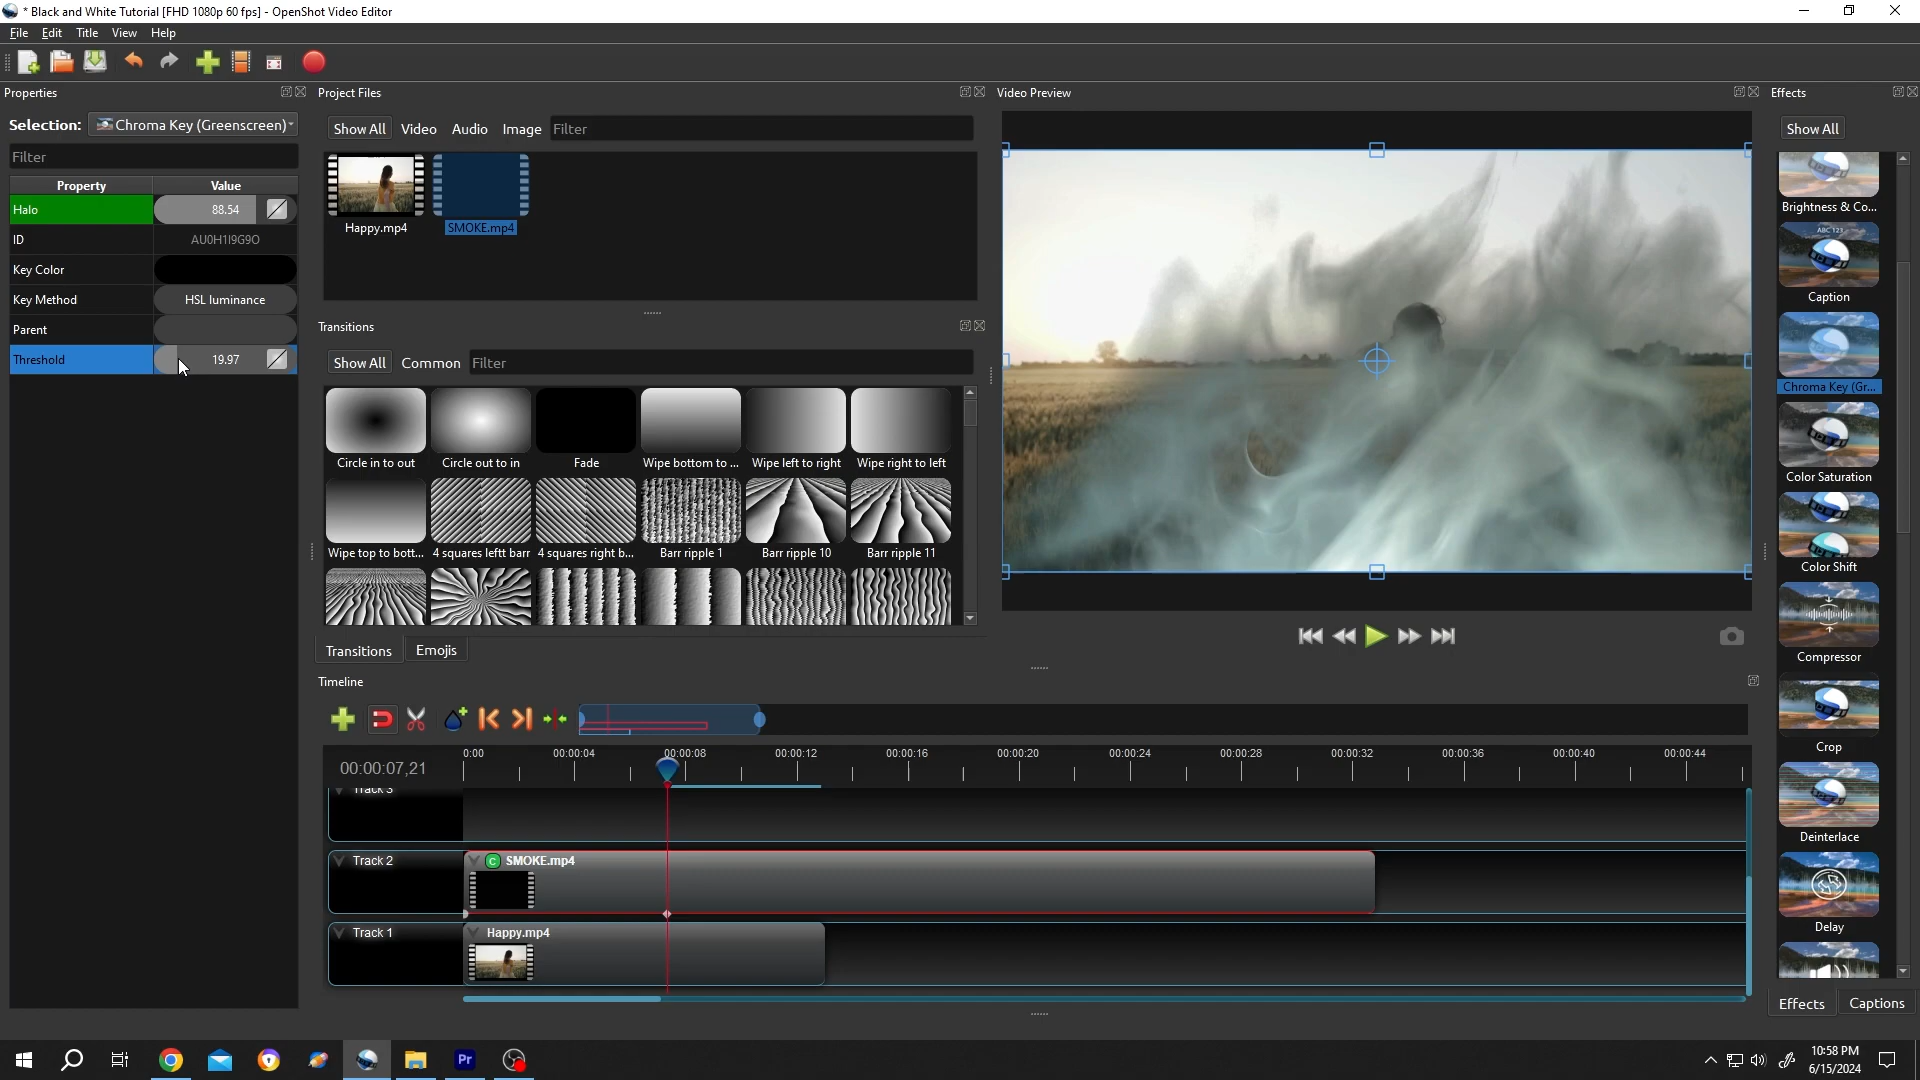 * Black and White Tutorial [FHD 1080p 60 fps] - OpenShot Video Editor
File Edit Title View Help
Properties
Selection: Chroma Key (Greenscreen)
Filter
Property Value
Halo 88.54
ID AU0H1I9G9O
Key Color
Key Method HSL luminance
Parent
Threshold 19.97
Project Files
Show All Video Audio Image Filter
Happy.mp4 SMOKE.mp4
Transitions
Show All Common Filter
Circle in to out Circle out to in Fade Wipe bottom to ... Wipe left to right Wipe right to left
Wipe top to bott... 4 squares leftt barr 4 squares right b... Barr ripple 1 Barr ripple 10 Barr ripple 11
Transitions Emojis
Video Preview
Effects
Show All
Brightness & Co...
ABC 123
Caption
Chroma Key (Gr...
Color Saturation
Color Shift
Compressor
Crop
Deinterlace
Delay
Effects Captions
Timeline
00:00:07,21
0:00 00:00:04 00:00:08 00:00:12 00:00:16 00:00:20 00:00:24 00:00:28 00:00:32 00:00:36 00:00:40 00:00:44
Track 3
Track 2 C SMOKE.mp4
Track 1 Happy.mp4
Pr
10:58 PM
6/15/2024